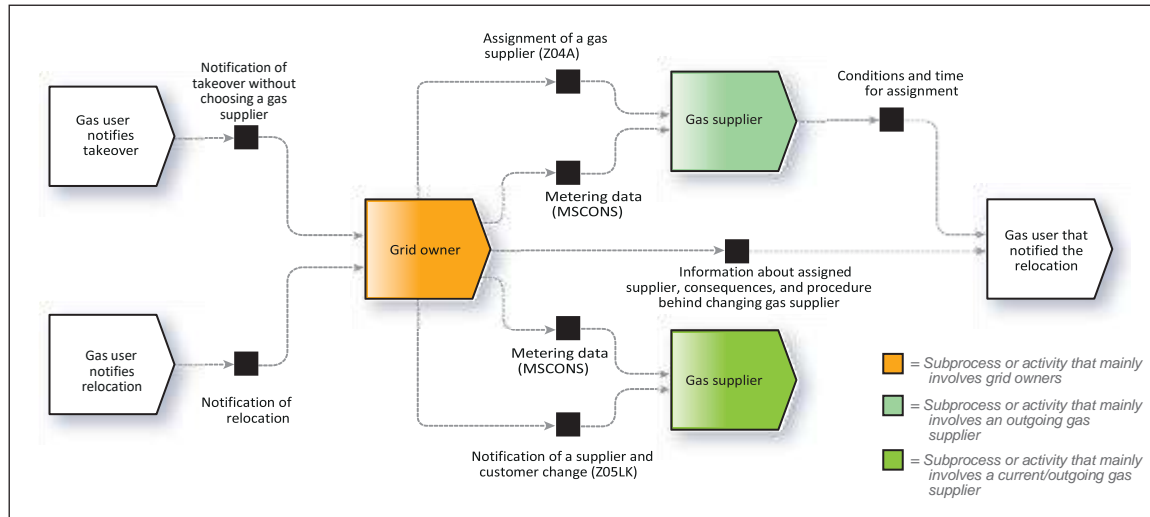 Gas user
notifies
takeover
Notification of
takeover without
choosing a gas
supplier
Assignment of a gas
supplier (Z04A)
Gas supplier
Conditions and time
for assignment
Metering data
(MSCONS)
Grid owner
Gas user that
notified the
relocation
Information about assigned
supplier, consequences, and procedure
behind changing gas supplier
Gas user
notifies
relocation
Notification of
relocation
Metering data
(MSCONS)
Gas supplier
Notification of a supplier and
customer change (Z05LK)
= Subprocess or activity that mainly
involves grid owners
= Subprocess or activity that mainly
involves an outgoing gas
supplier
= Subprocess or activity that mainly
involves a current/outgoing gas
supplier